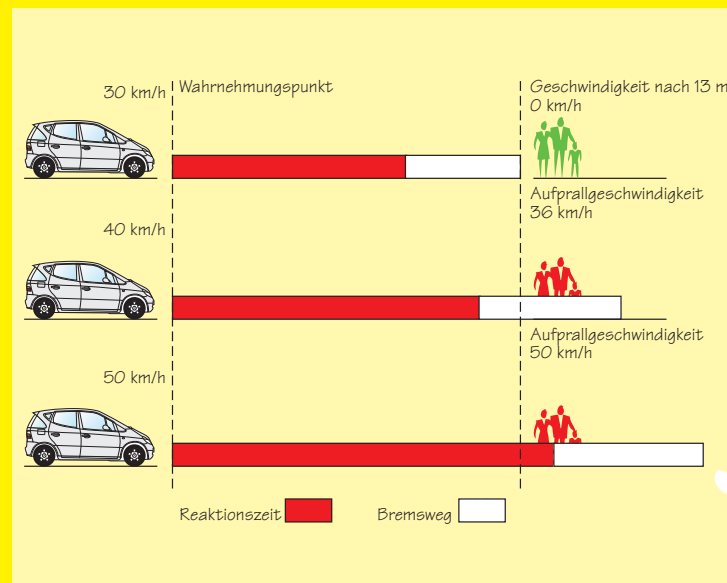 30 km/h
Wahrnehmungspunkt
Geschwindigkeit nach 13 m
0 km/h
Aufprallgeschwindigkeit
36 km/h
40 km/h
Aufprallgeschwindigkeit
50 km/h
50 km/h
Reaktionszeit
Bremsweg